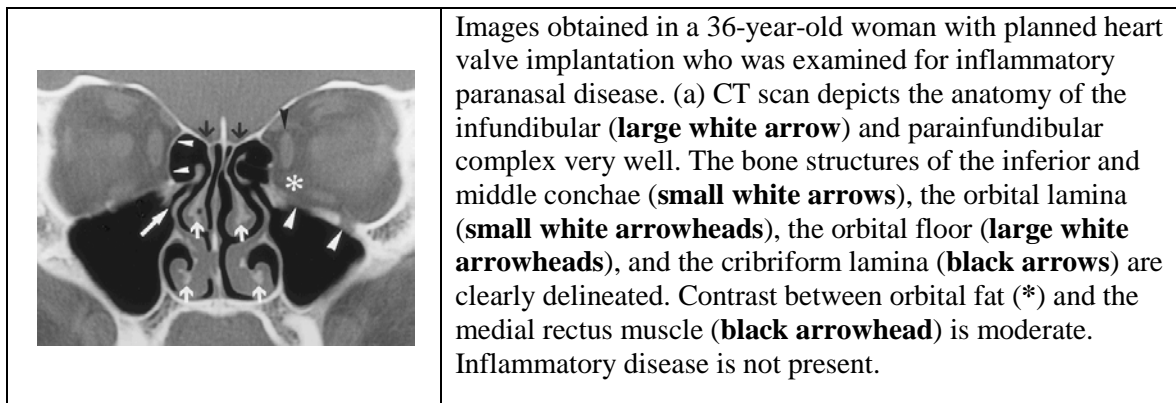 Images obtained in a 36-year-old woman with planned heart
valve implantation who was examined for inflammatory
paranasal disease. (a) CT scan depicts the anatomy of the
infundibular (large white arrow) and parainfundibular
complex very well. The bone structures of the inferior and
middle conchae (small white arrows), the orbital lamina
(small white arrowheads), the orbital floor (large white
arrowheads), and the cribriform lamina (black arrows) are
clearly delineated. Contrast between orbital fat (*) and the
medial rectus muscle (black arrowhead) is moderate.
Inflammatory disease is not present.